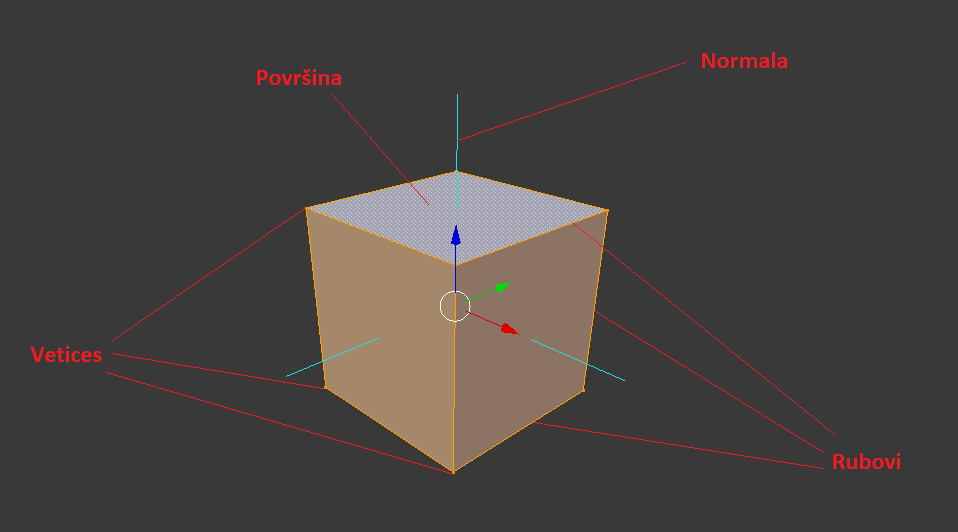 Normala
Površina
Vetices
Rubovi